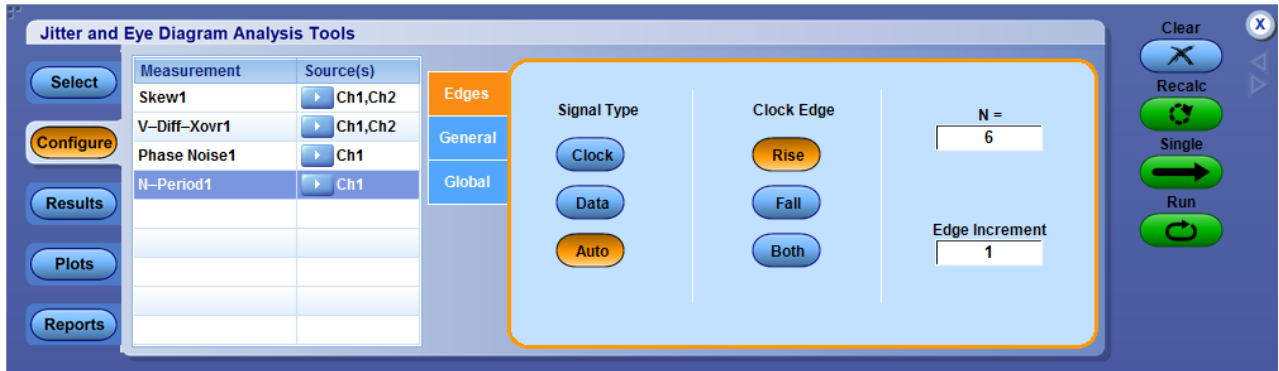 Jitter and Eye Diagram Analysis Tools
Select
Configure
Results
Plots
Reports
Measurement Source(s)
Skew1 Ch1,Ch2
V–Diff–Xovr1 Ch1,Ch2
Phase Noise1 Ch1
N–Period1 Ch1
Edges
General
Global
Signal Type
Clock
Data
Auto
Clock Edge
Rise
Fall
Both
N =
6
Edge Increment
1
Clear
X
Recalc
Single
Run